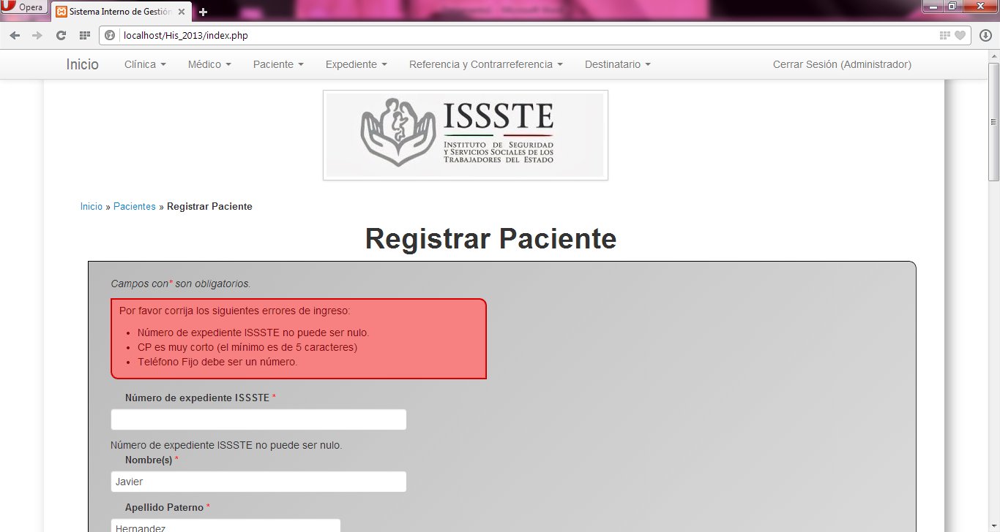 Opera
Sistema Interno de Gestión
localhost/His_2013/index.php
Inicio Clínica Médico Paciente Expediente Referencia y Contrarreferencia Destinatario Cerrar Sesión (Administrador)
ISSSTE
INSTITUTO DE SEGURIDAD
Y SERVICIOS SOCIALES DE LOS
TRABAJADORES DEL ESTADO
Inicio » Pacientes » Registrar Paciente
Registrar Paciente
Campos con* son obligatorios.
Por favor corrija los siguientes errores de ingreso:
• Número de expediente ISSSTE no puede ser nulo.
• CP es muy corto (el mínimo es de 5 caracteres)
• Teléfono Fijo debe ser un número.
Número de expediente ISSSTE *
Número de expediente ISSSTE no puede ser nulo.
Nombre(s) *
Javier
Apellido Paterno *
Hernandez